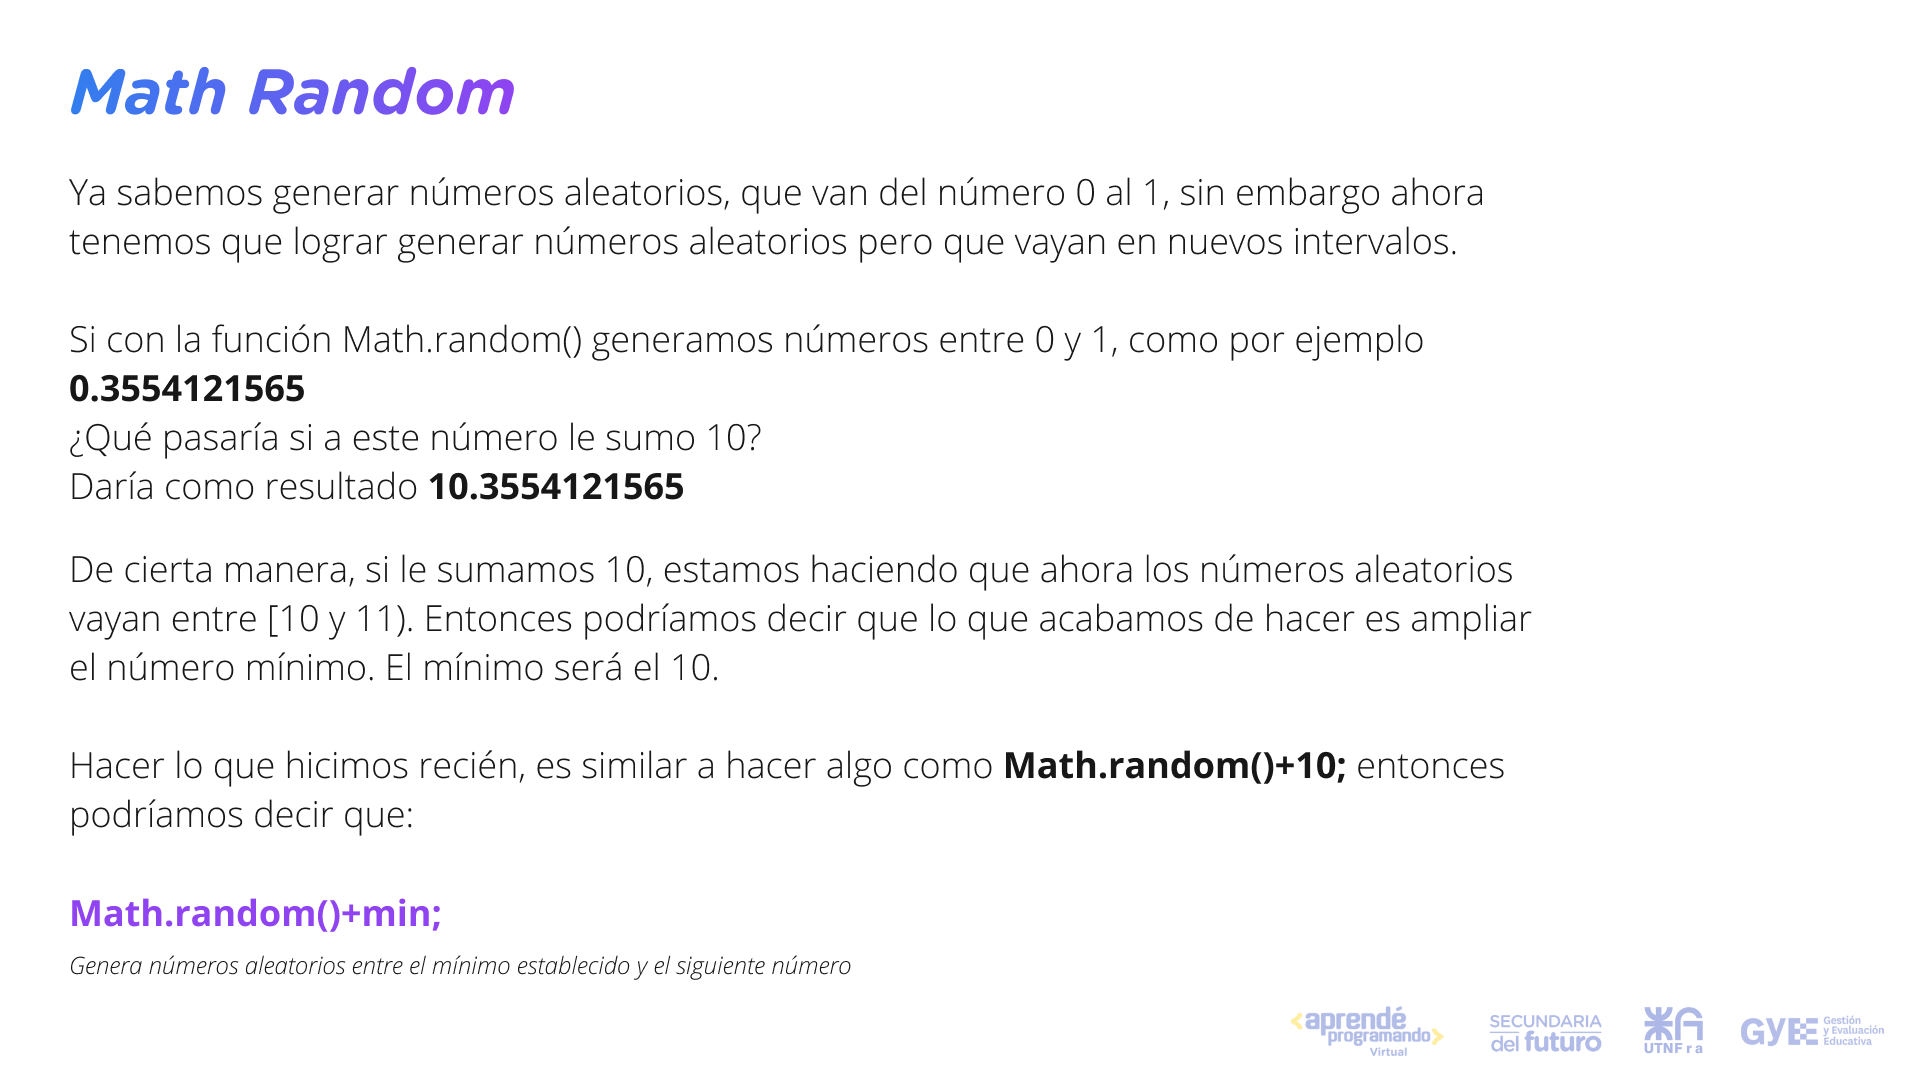 Math Random
Ya sabemos generar números aleatorios, que van del número 0 al 1, sin embargo ahora
tenemos que lograr generar números aleatorios pero que vayan en nuevos intervalos.
Si con la función Math.random() generamos números entre 0 y 1, como por ejemplo
0.3554121565
¿Qué pasaría si a este número le sumo 10?
Daría como resultado 10.3554121565
De cierta manera, si le sumamos 10, estamos haciendo que ahora los números aleatorios
vayan entre [10 y 11). Entonces podríamos decir que lo que acabamos de hacer es ampliar
el número mínimo. El mínimo será el 10.
Hacer lo que hicimos recién, es similar a hacer algo como Math.random()+10; entonces
podríamos decir que:
Math.random()+min;
Genera números aleatorios entre el mínimo establecido y el siguiente número
<aprendé
programando>
Virtual
SECUNDARIA
del futuro
UTNFra
GYEE
Gestión
y Evaluación
Educativa